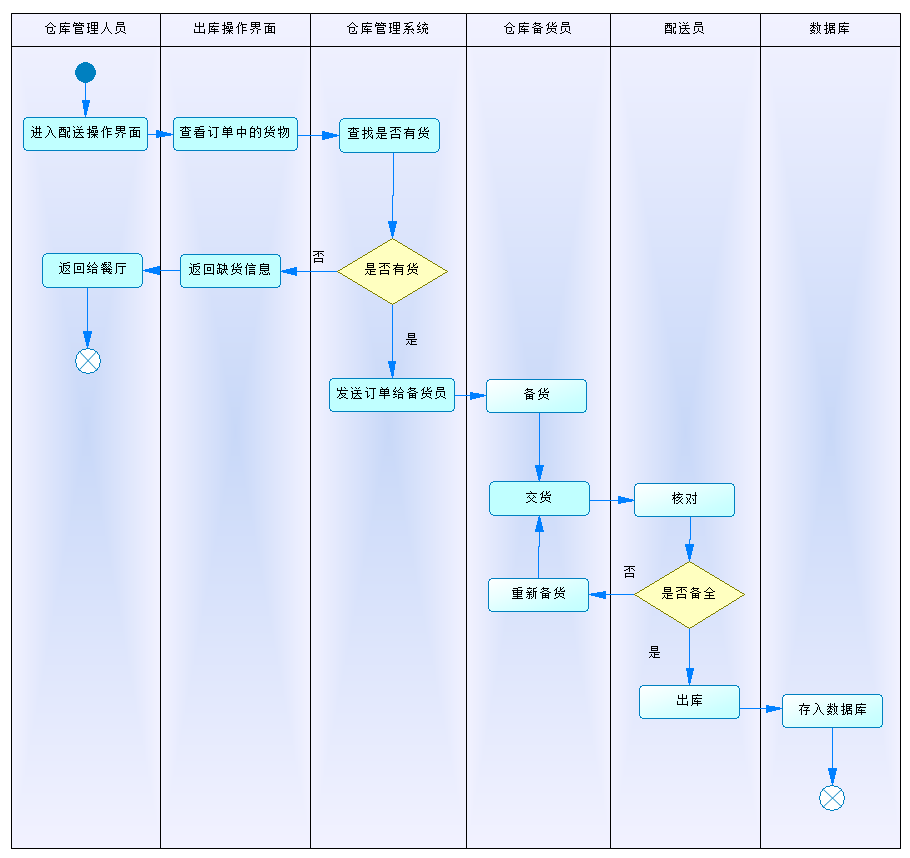 仓库管理人员
出库操作界面
仓库管理系统
仓库备货员
配送员
数据库
进入配送操作界面
查看订单中的货物
查找是否有货
否
返回给餐厅
返回缺货信息
是否有货
是
发送订单给备货员
备货
交货
核对
否
重新备货
是否备全
是
出库
存入数据库